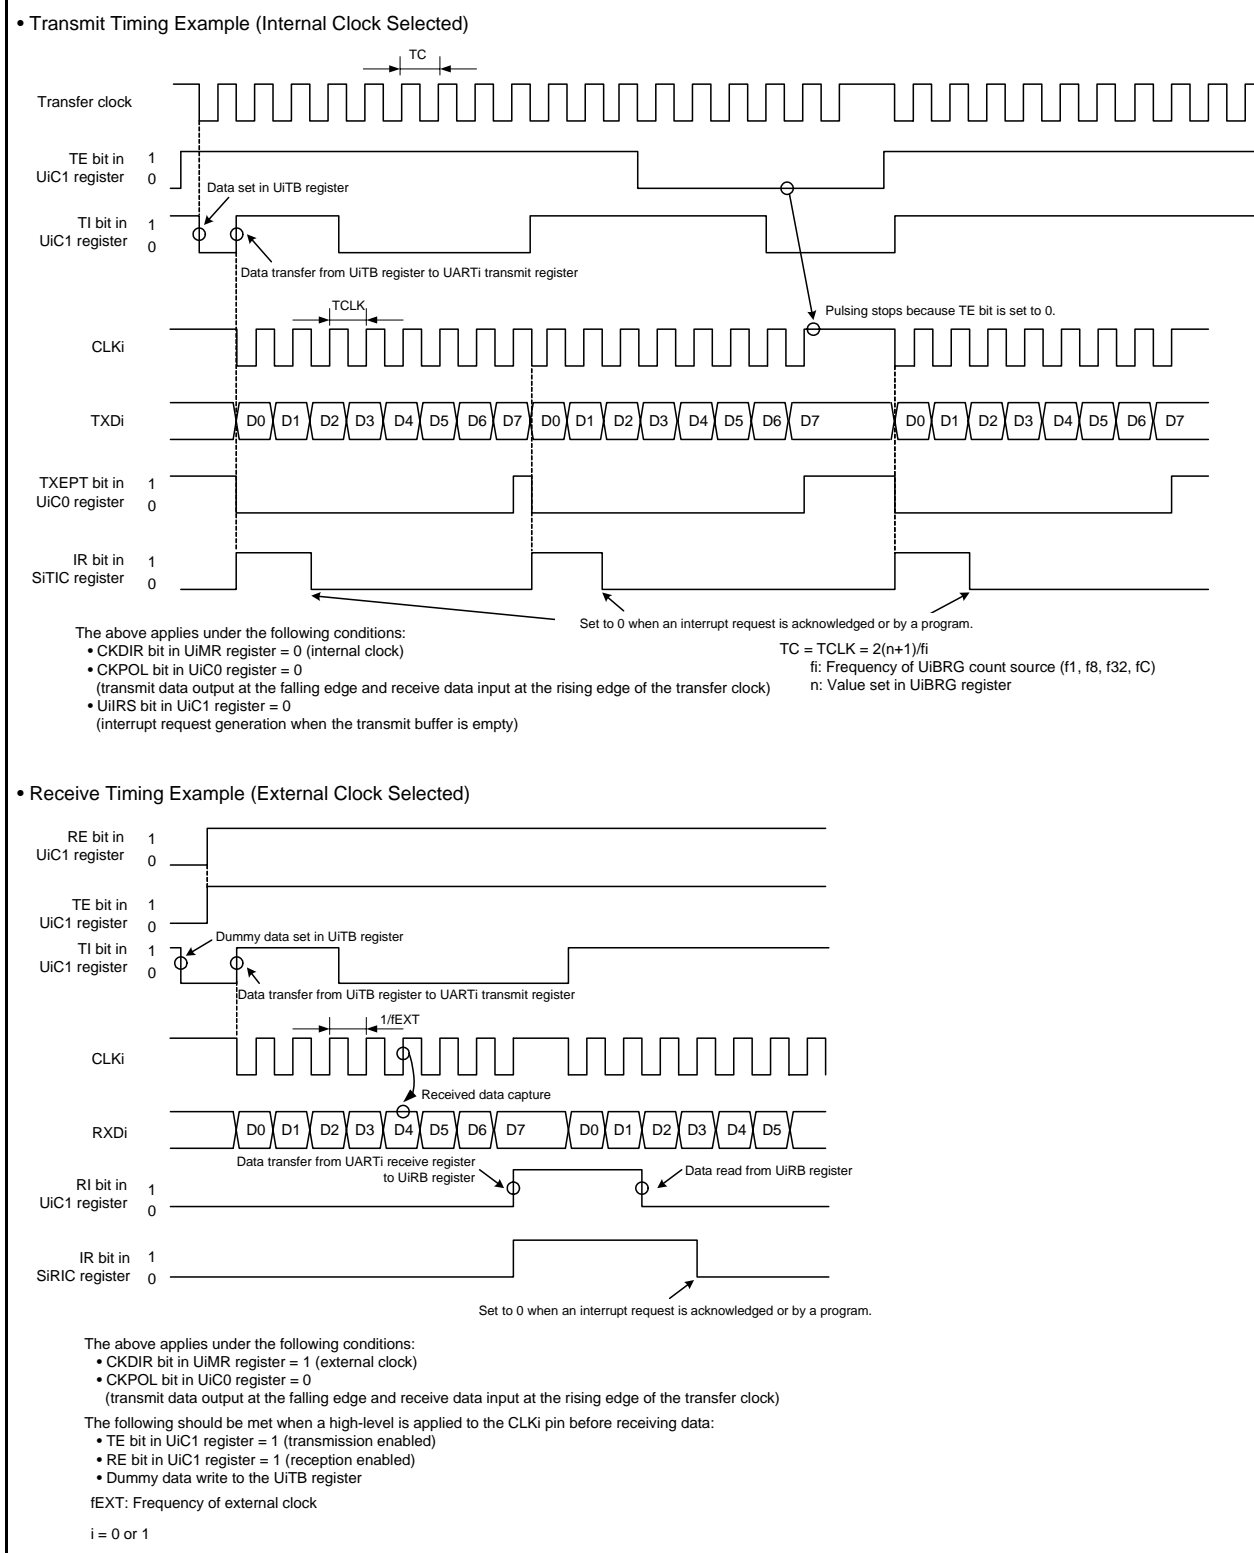 • Transmit Timing Example (Internal Clock Selected)
TC
Transfer clock
TE bit in 1
UiC1 register 0
Data set in UiTB register
TI bit in 1
UiC1 register 0
Data transfer from UiTB register to UARTi transmit register
TCLK
Pulsing stops because TE bit is set to 0.
CLKi
TXDi D0 D1 D2 D3 D4 D5 D6 D7 D0 D1 D2 D3 D4 D5 D6 D7 D0 D1 D2 D3 D4 D5 D6 D7
TXEPT bit in 1
UiC0 register 0
IR bit in 1
SiTIC register 0
Set to 0 when an interrupt request is acknowledged or by a program.
The above applies under the following conditions:
• CKDIR bit in UiMR register = 0 (internal clock)
• CKPOL bit in UiC0 register = 0
(transmit data output at the falling edge and receive data input at the rising edge of the transfer clock)
• UiIRS bit in UiC1 register = 0
(interrupt request generation when the transmit buffer is empty)
TC = TCLK = 2(n+1)/fi
fi: Frequency of UiBRG count source (f1, f8, f32, fC)
n: Value set in UiBRG register
• Receive Timing Example (External Clock Selected)
RE bit in 1
UiC1 register 0
TE bit in 1
UiC1 register 0
Dummy data set in UiTB register
TI bit in 1
UiC1 register 0
Data transfer from UiTB register to UARTi transmit register
1/fEXT
CLKi
Received data capture
RXDi D0 D1 D2 D3 D4 D5 D6 D7 D0 D1 D2 D3 D4 D5
Data transfer from UARTi receive register
to UiRB register
Data read from UiRB register
RI bit in 1
UiC1 register 0
IR bit in 1
SiRIC register 0
Set to 0 when an interrupt request is acknowledged or by a program.
The above applies under the following conditions:
• CKDIR bit in UiMR register = 1 (external clock)
• CKPOL bit in UiC0 register = 0
(transmit data output at the falling edge and receive data input at the rising edge of the transfer clock)
The following should be met when a high-level is applied to the CLKi pin before receiving data:
• TE bit in UiC1 register = 1 (transmission enabled)
• RE bit in UiC1 register = 1 (reception enabled)
• Dummy data write to the UiTB register
fEXT: Frequency of external clock
i = 0 or 1